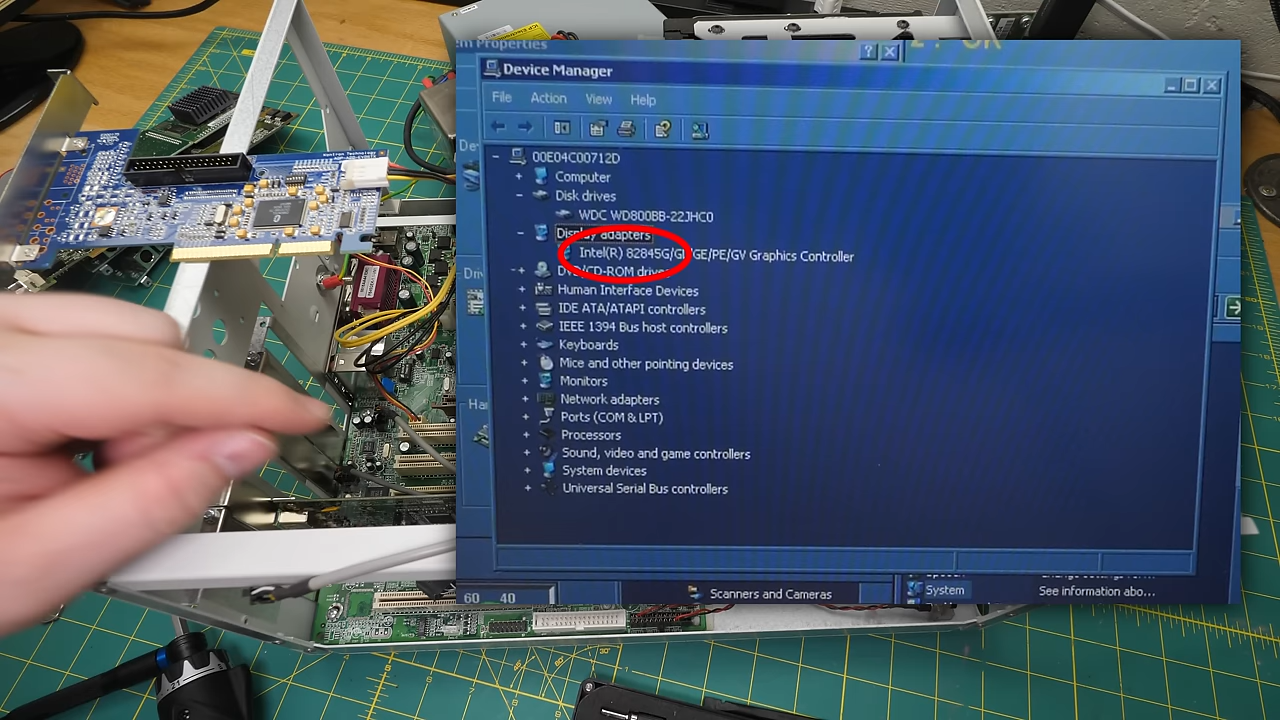 em Properties
Device Manager
File Action View Help
00E04C00712D
Computer
Disk drives
WDC WD800BB-22JHC0
Display adapters
Intel(R) 82845G/GL/GE/PE/GV Graphics Controller
DVD/CD-ROM drives
Human Interface Devices
IDE ATA/ATAPI controllers
IEEE 1394 Bus host controllers
Keyboards
Mice and other pointing devices
Monitors
Network adapters
Ports (COM & LPT)
Processors
Sound, video and game controllers
System devices
Universal Serial Bus controllers
60 40
Scanners and Cameras
System
See information abo...